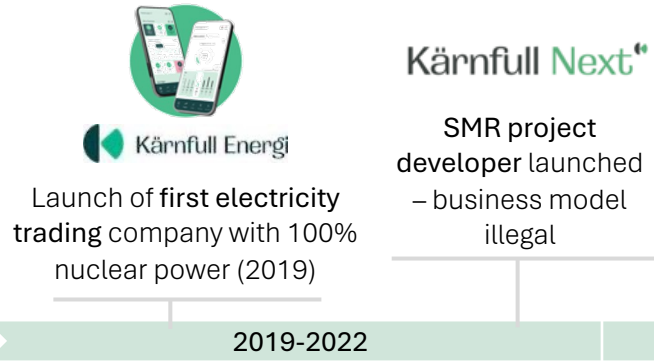 Kärnfull Energi
Launch of first electricity
trading company with 100%
nuclear power (2019)
Kärnfull Next
SMR project
developer launched
– business model
illegal
2019-2022